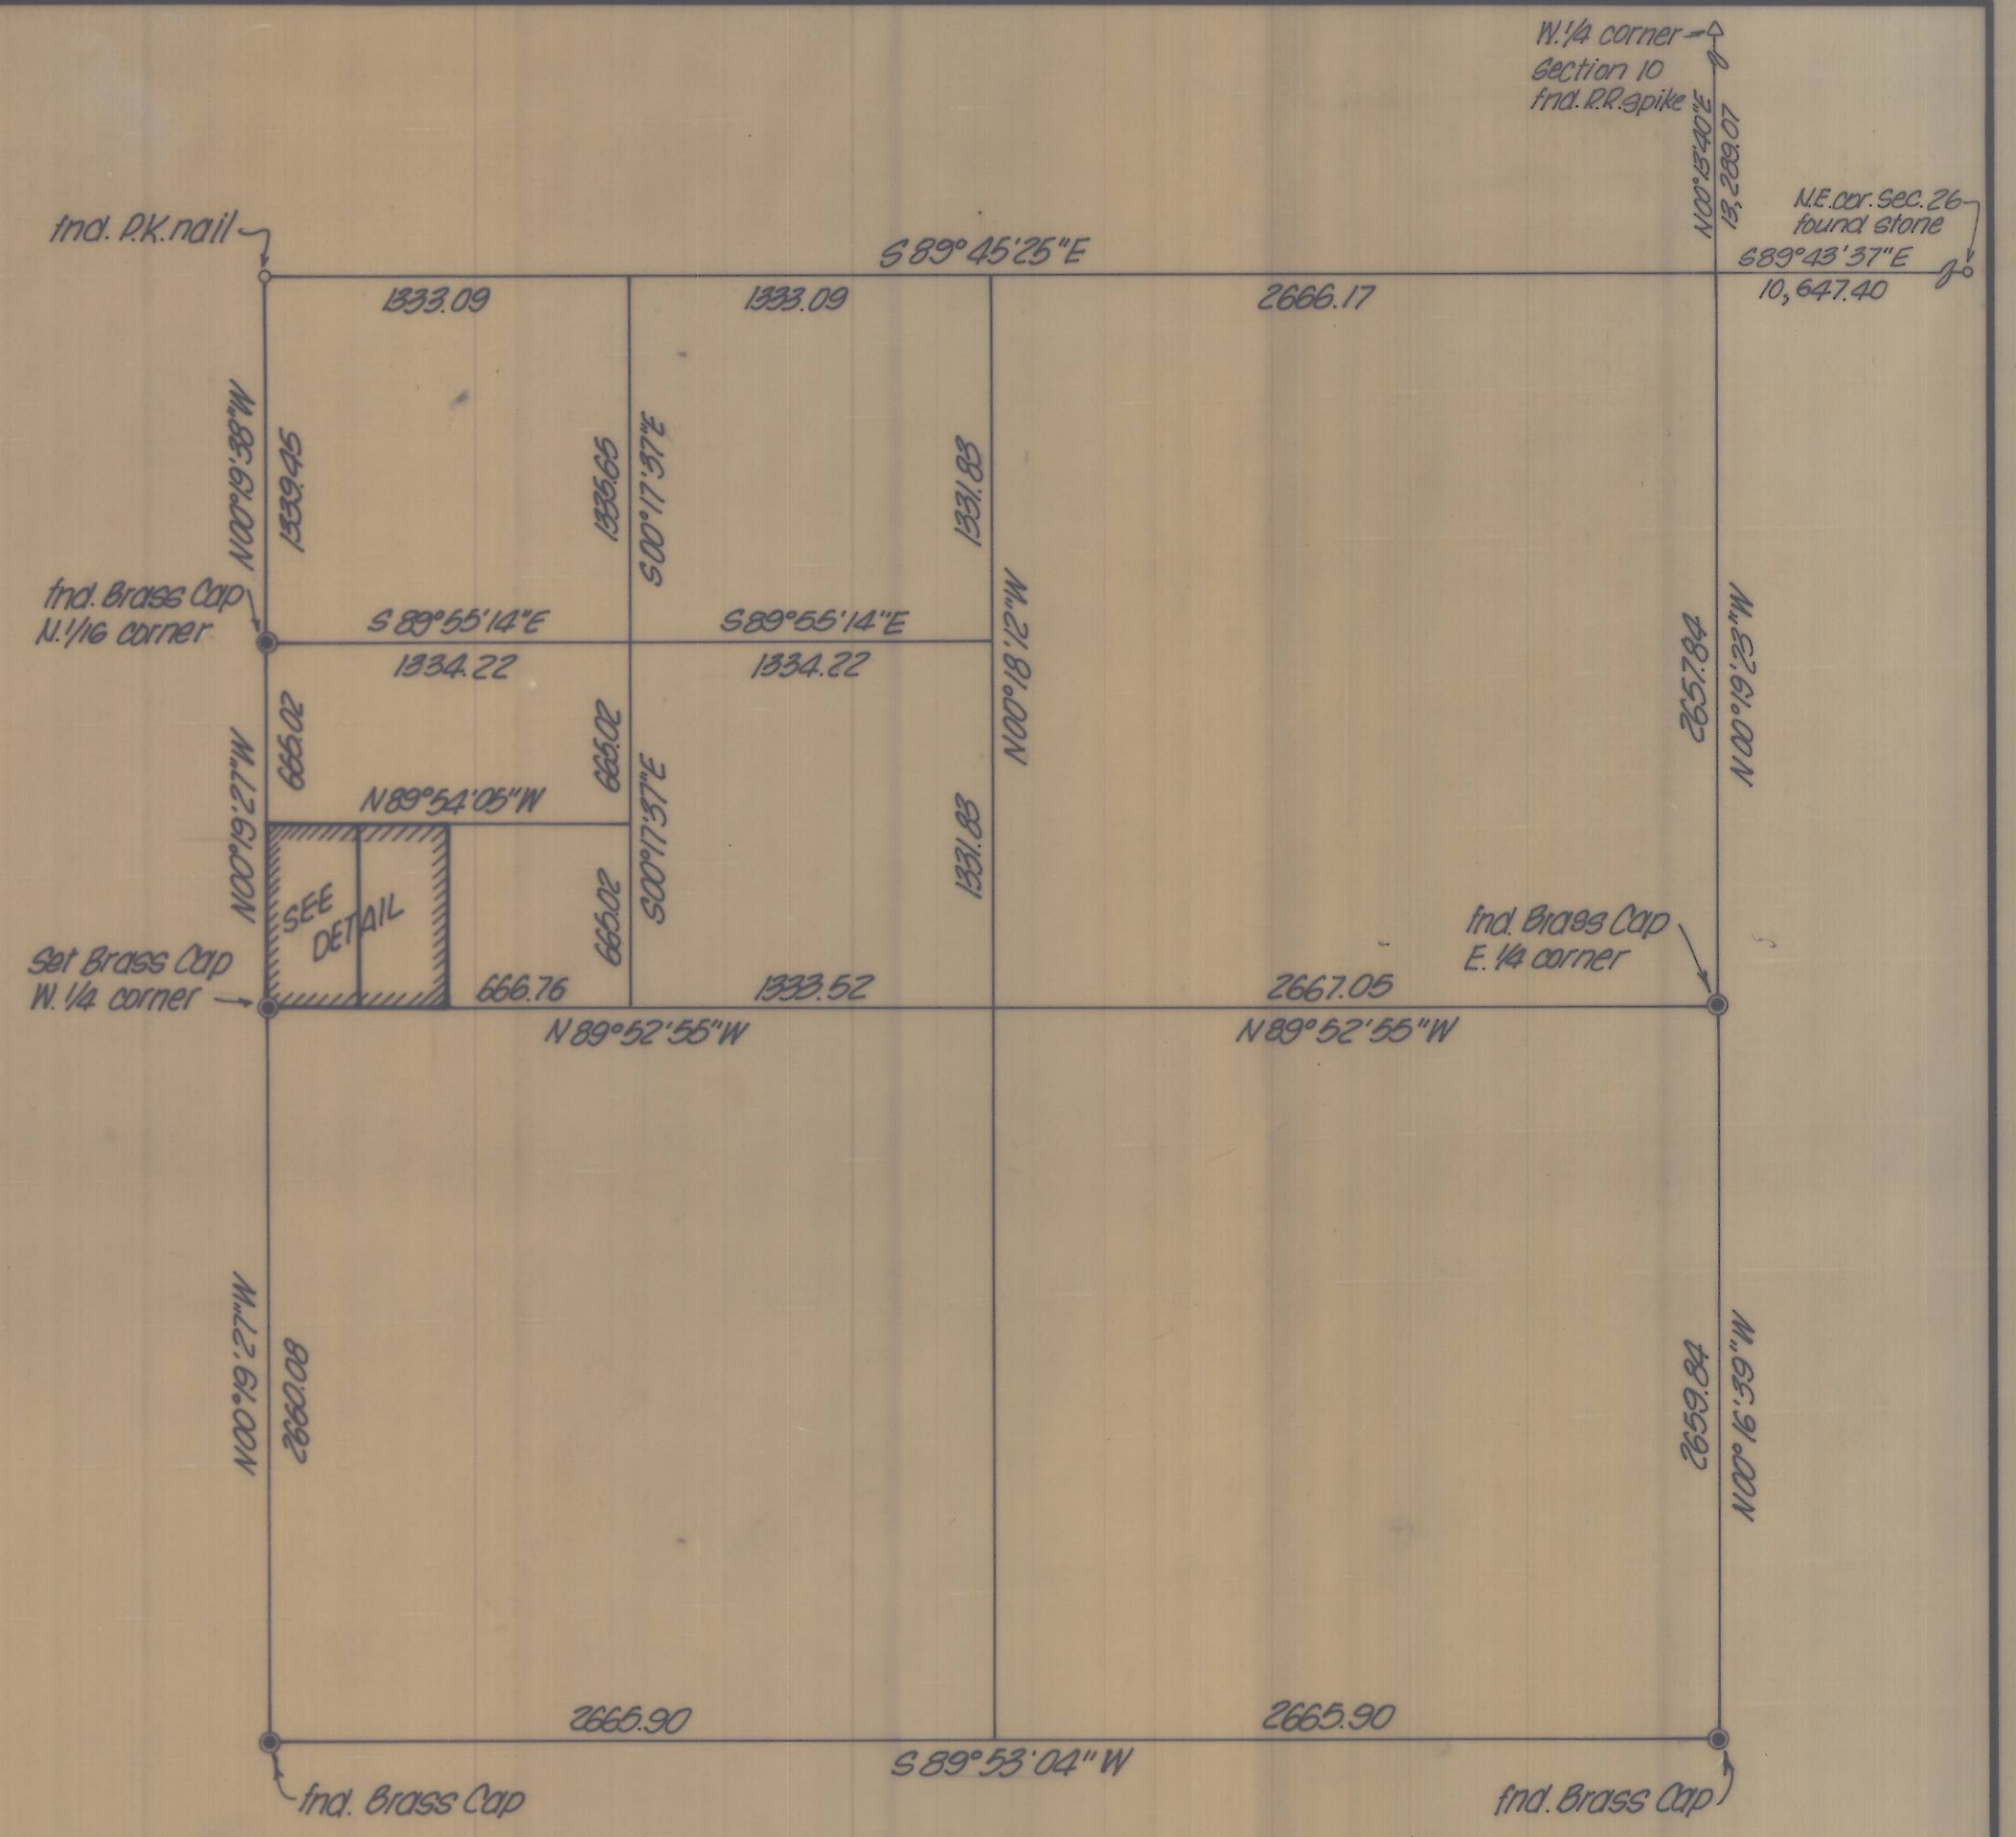 W. 1/4 corner
Section 10
fnd. R.R. spike
N00°13'40"E
13,289.07
N.E. cor. Sec. 26
found stone
S89°43'37"E
10,647.40
fnd. P.K. nail
S89°45'25"E
1333.09
1333.09
2666.17
N00°19'38"W
1339.45
1335.65
S00°17'37"E
1331.83
N00°18'12"W
2657.84
N00°19'23"W
fnd. Brass Cap
N. 1/16 corner
S89°55'14"E
S89°55'14"E
1334.22
1334.22
N00°19'27"W
665.02
665.02
S00°17'37"E
N89°54'05"W
1331.83
SEE
DETAIL
665.02
Set Brass Cap
W. 1/4 corner
666.76
1333.52
2667.05
N89°52'55"W
N89°52'55"W
fnd. Brass Cap
E. 1/4 corner
N00°19'27"W
2660.08
2659.84
N00°16'39"W
2665.90
2665.90
S89°53'04"W
fnd. Brass Cap
fnd. Brass Cap